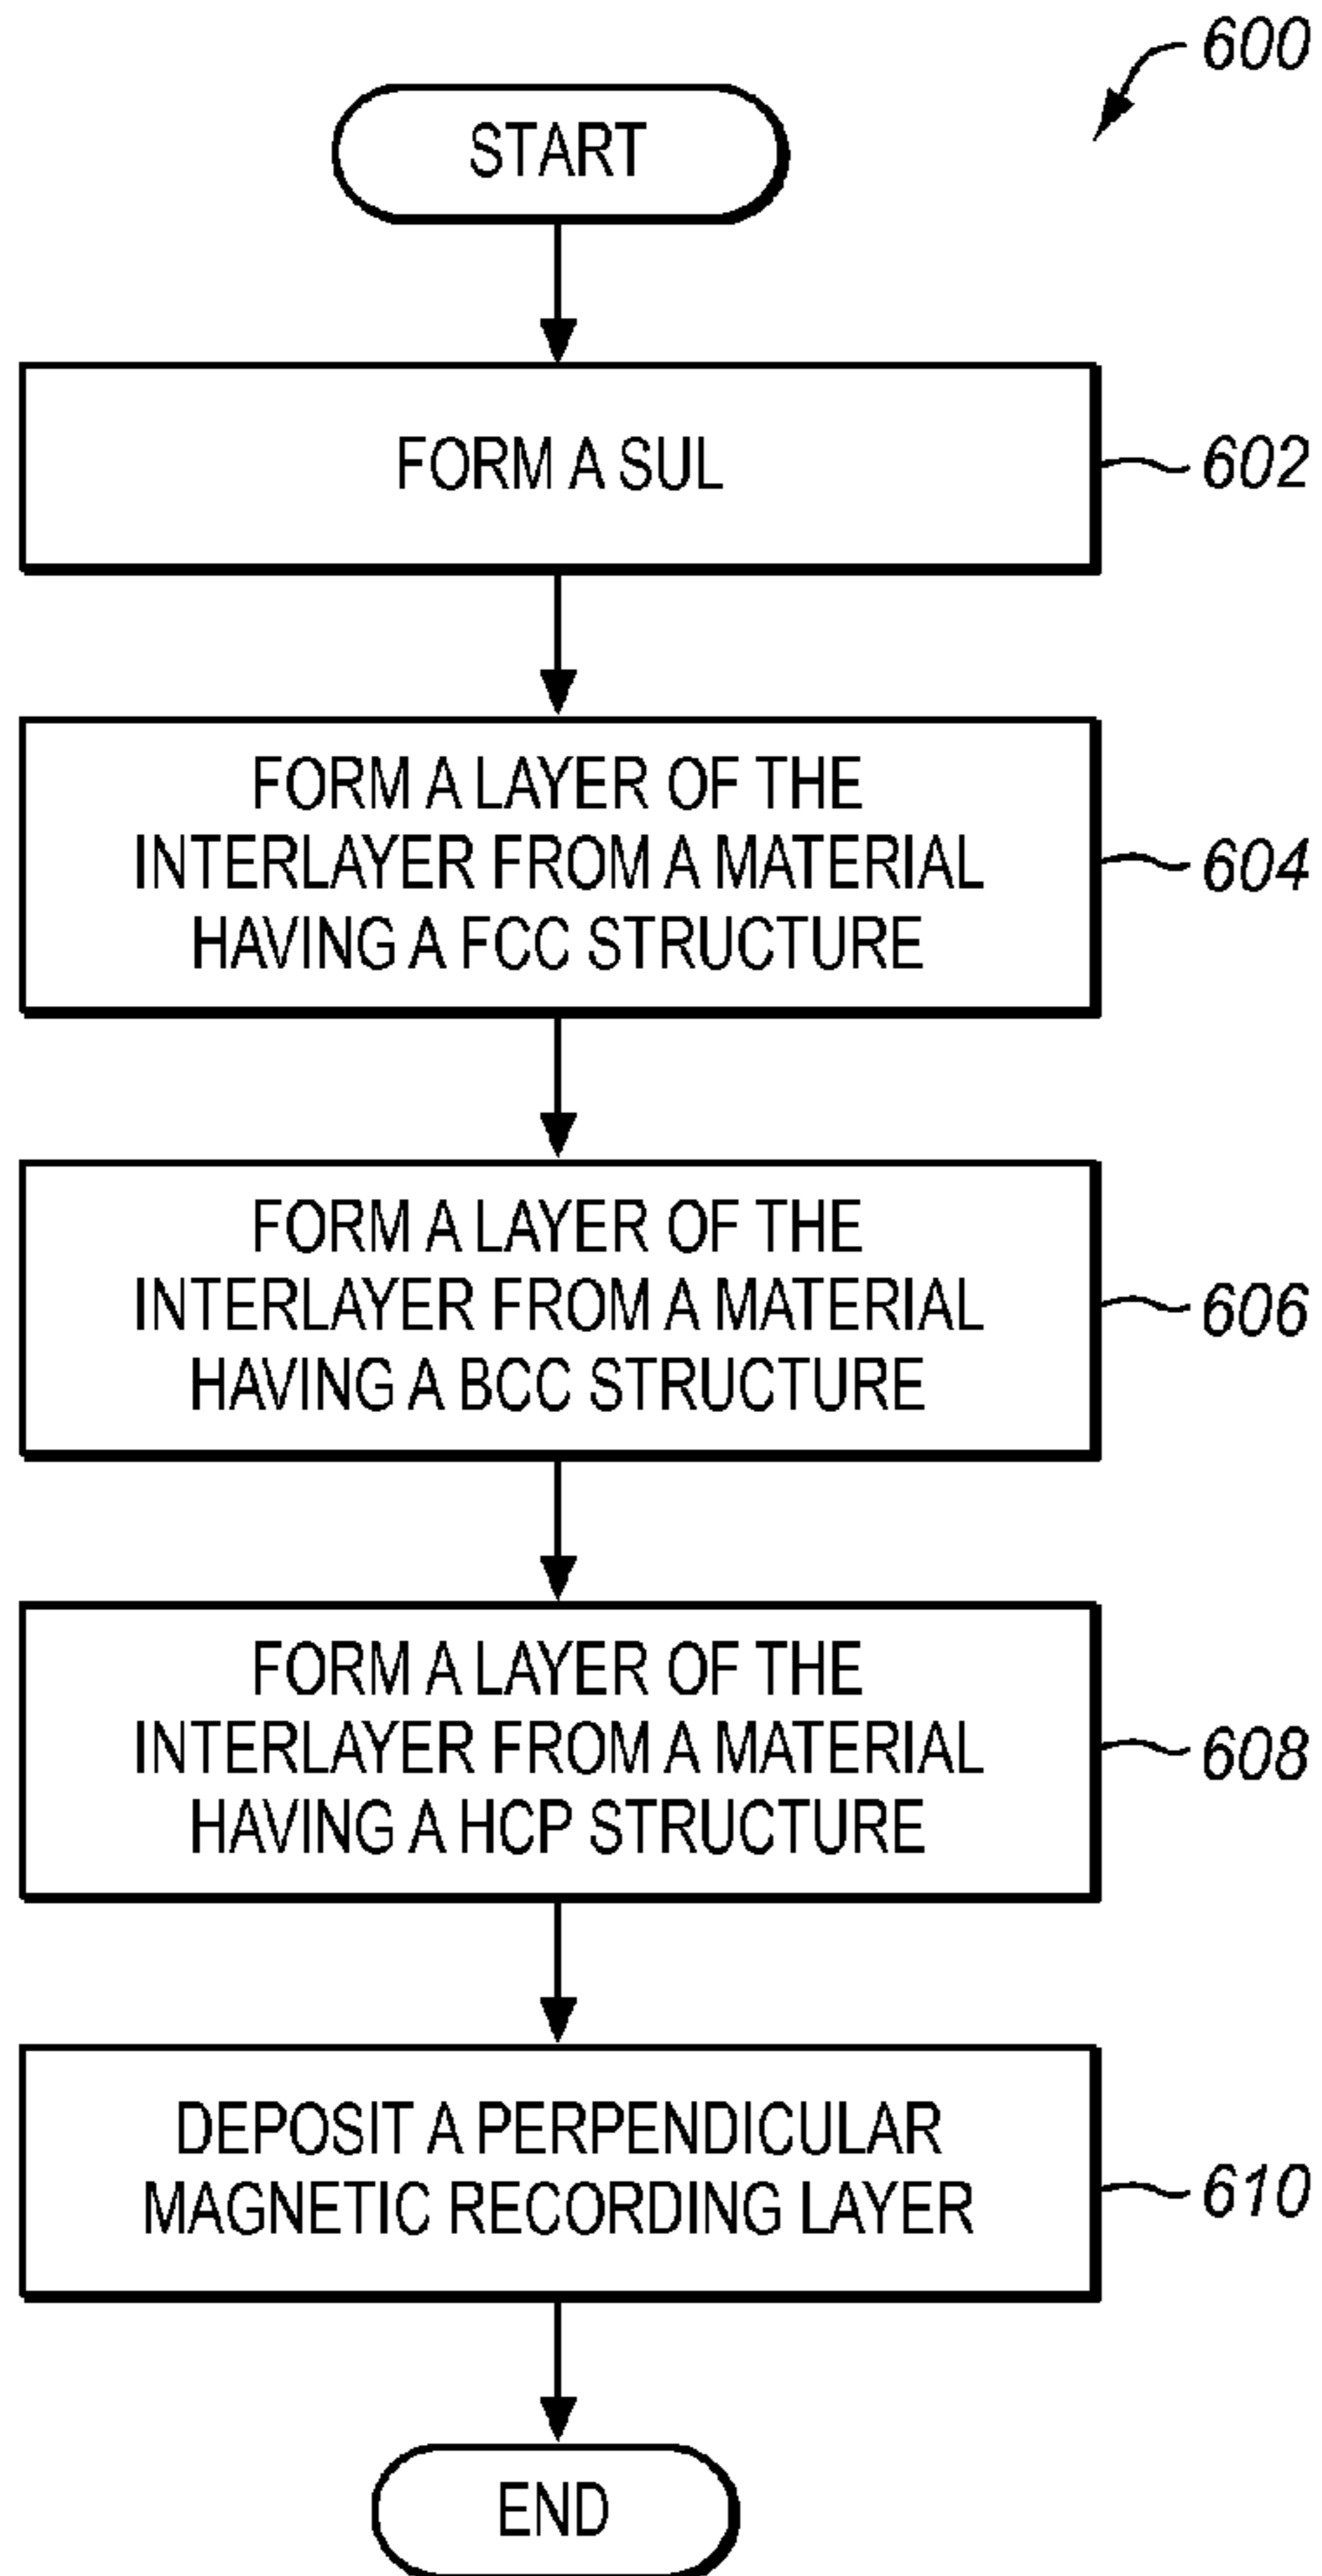 600
START
FORM A SUL
602
FORM A LAYER OF THE
INTERLAYER FROM A MATERIAL
HAVING A FCC STRUCTURE
604
FORM A LAYER OF THE
INTERLAYER FROM A MATERIAL
HAVING A BCC STRUCTURE
606
FORM A LAYER OF THE
INTERLAYER FROM A MATERIAL
HAVING A HCP STRUCTURE
608
DEPOSIT A PERPENDICULAR
MAGNETIC RECORDING LAYER
610
END